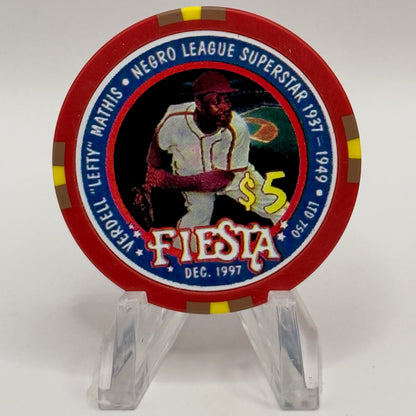 VERDELL "LEFTY" MATHIS • NEGRO LEAGUE SUPERSTAR 1937 - 1949 • LTD 750
$5
FIESTA
DEC. 1997